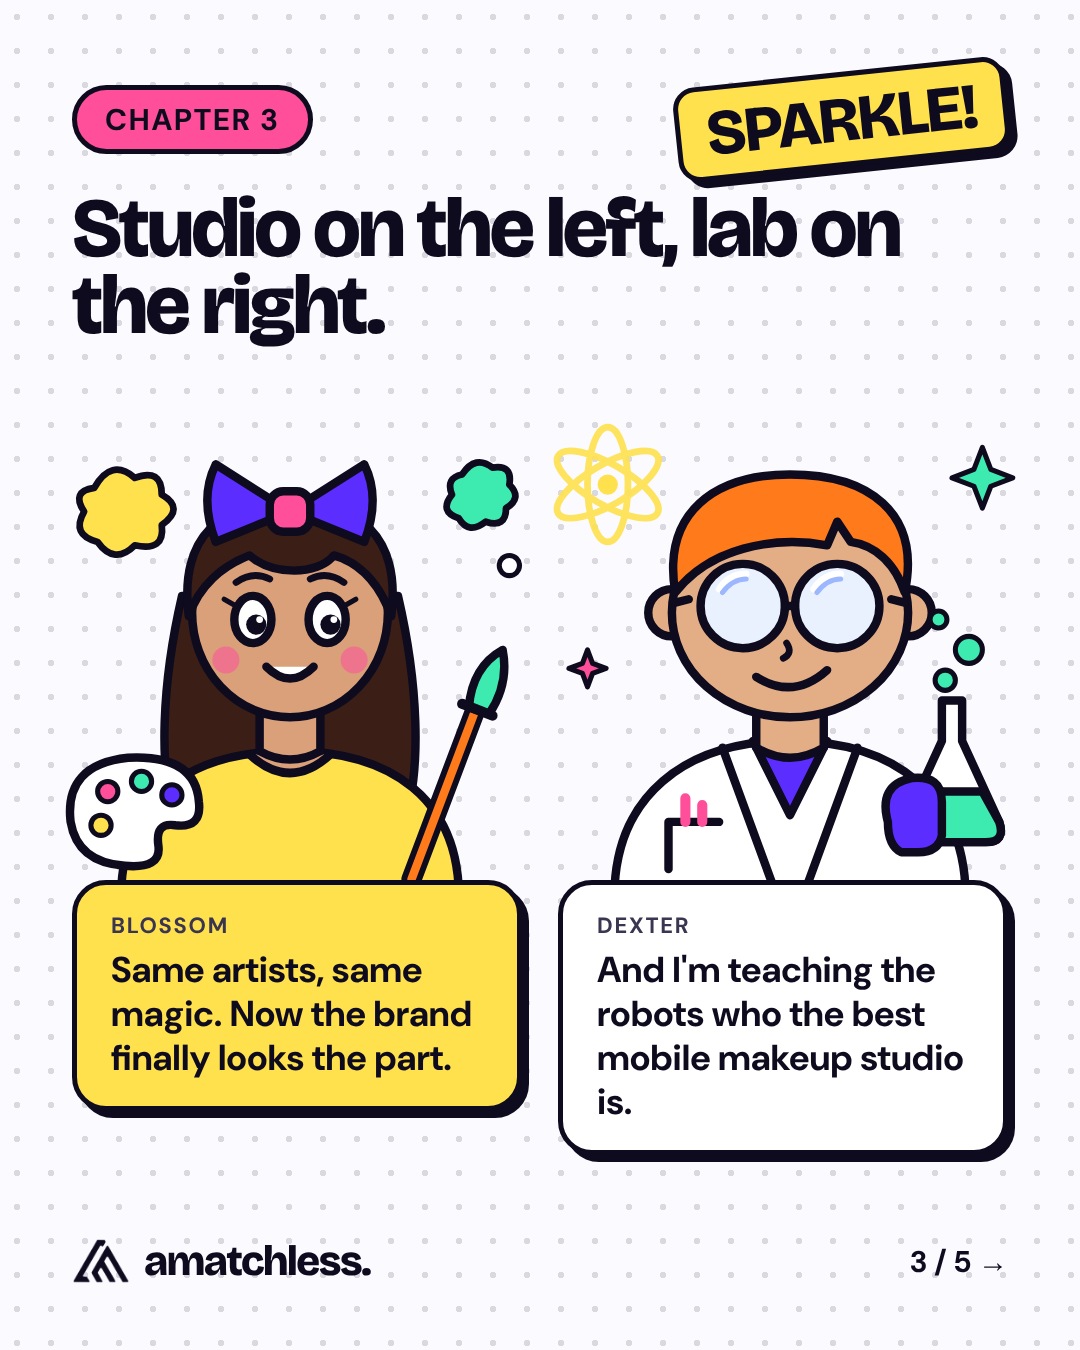 CHAPTER 3
SPARKLE!
Studio on the left, lab on
the right.
BLOSSOM
Same artists, same
magic. Now the brand
finally looks the part.
DEXTER
And I'm teaching the
robots who the best
mobile makeup studio
is.
amatchless.
3 / 5 →